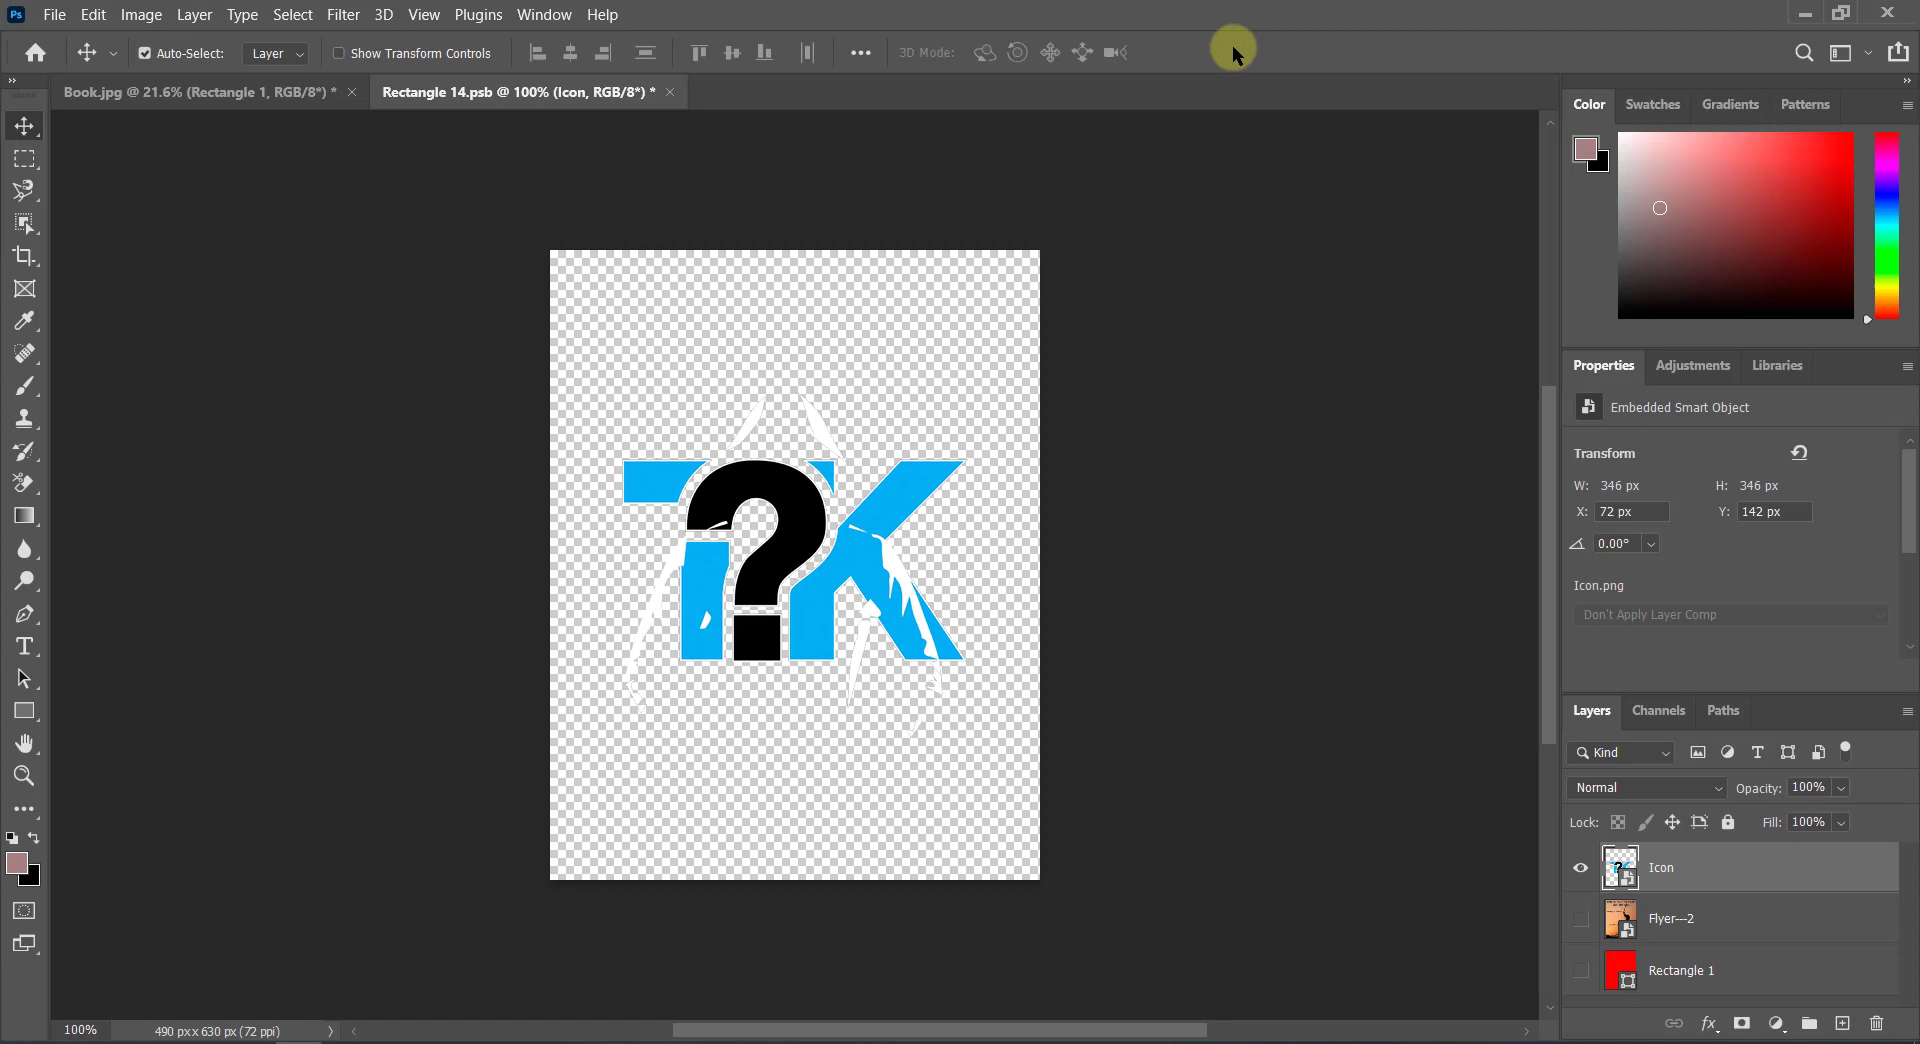 Ps File Edit Image Layer Type Select Filter 3D View Plugins Window Help
Auto-Select: Layer Show Transform Controls 3D Mode:
Book.jpg @ 21.6% (Rectangle 1, RGB/8*) * Rectangle 14.psb @ 100% (Icon, RGB/8*) *
Color Swatches Gradients Patterns
Properties Adjustments Libraries
Embedded Smart Object
Transform
W: 346 px H: 346 px
X: 72 px Y: 142 px
0.00°
Icon.png
Don't Apply Layer Comp
T?K
Layers Channels Paths
Kind
Normal Opacity: 100%
Lock: Fill: 100%
Icon
Flyer---2
Rectangle 1
100% 490 px x 630 px (72 ppi)
fx